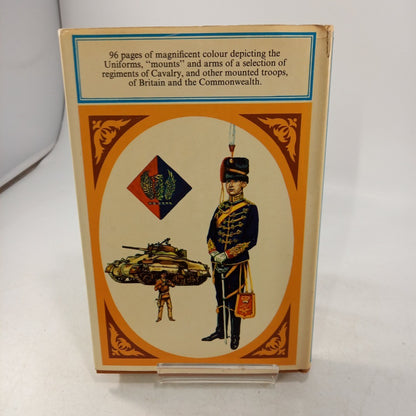 96 pages of magnificent colour depicting the
Uniforms, “mounts” and arms of a selection of
regiments of Cavalry, and other mounted troops,
of Britain and the Commonwealth.